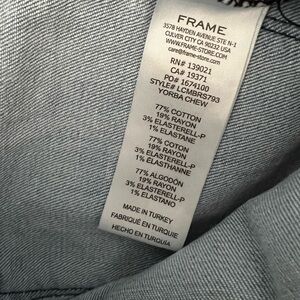 FRAME
3578 HAYDEN AVENUE STE N-1
CULVER CITY CA 90232 USA
WWW.FRAME-STORE.COM
care@frame-store.com
RN# 139021
CA# 19371
PO# 1674100
STYLE# LCMBRS793
YORBA CHEW
77% COTTON
19% RAYON
3% ELASTERELL-P
1% ELASTANE
77% COTON
19% RAYON
3% ELASTERELL-P
1% ELASTHANNE
77% ALGODÓN
19% RAYON
3% ELASTERELL-P
1% ELASTANO
MADE IN TURKEY
FABRIQUÉ EN TURQUIE
HECHO EN TURQUÍA